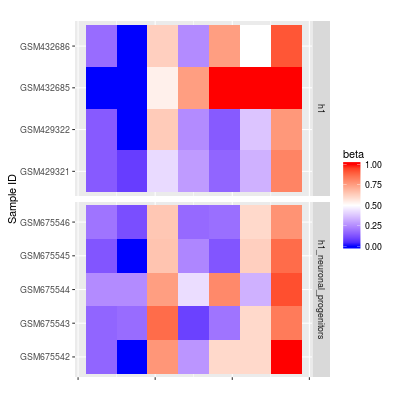 GSM432686
GSM432685
GSM429322
GSM429321
h1
GSM675546
GSM675545
GSM675544
GSM675543
GSM675542
h1_neuronal_progenitors
Sample ID
beta
1.00
0.75
0.50
0.25
0.00